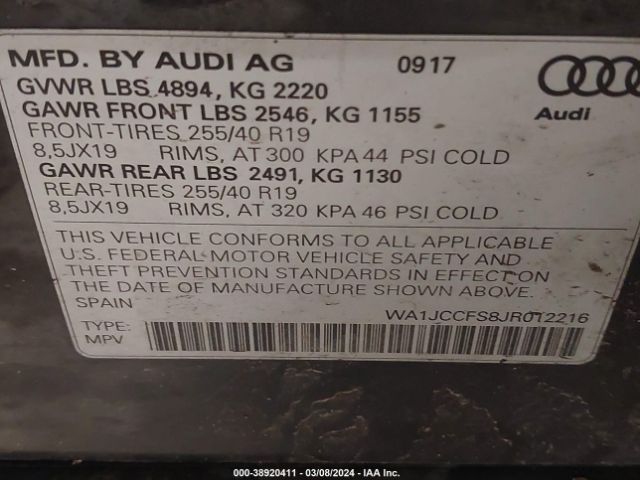 MFD. BY AUDI AG 0917
GVWR LBS 4894, KG 2220
GAWR FRONT LBS 2546, KG 1155
Audi
FRONT-TIRES 255/40 R19
8,5JX19 RIMS, AT 300 KPA 44 PSI COLD
GAWR REAR LBS 2491, KG 1130
REAR-TIRES 255/40 R19
8,5JX19 RIMS, AT 320 KPA 46 PSI COLD
THIS VEHICLE CONFORMS TO ALL APPLICABLE
U.S. FEDERAL MOTOR VEHICLE SAFETY AND
THEFT PREVENTION STANDARDS IN EFFECT ON
THE DATE OF MANUFACTURE SHOWN ABOVE.
SPAIN
WA1JCCFS8JR012216
TYPE:
MPV
000-38920411 - 03/08/2024 - IAA Inc.